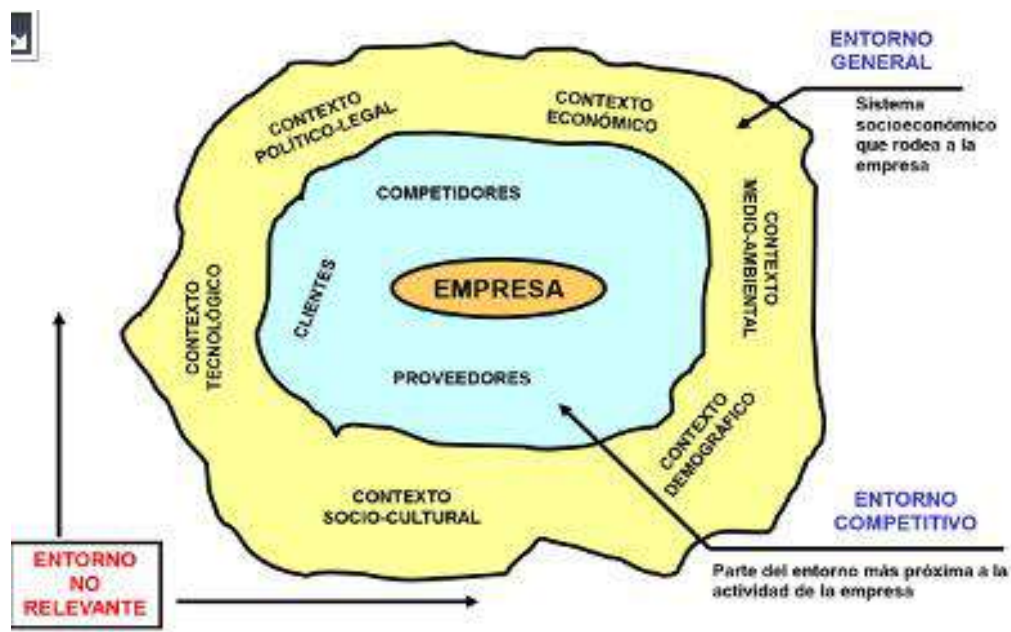 ENTORNO
GENERAL
Sistema
socioeconómico
que rodea a la
empresa
CONTEXTO
POLÍTICO-LEGAL
CONTEXTO
ECONÓMICO
COMPETIDORES
CONTEXTO
MEDIO-AMBIENTAL
CLIENTES
EMPRESA
CONTEXTO
TECNOLÓGICO
PROVEEDORES
CONTEXTO
DEMOGRÁFICO
CONTEXTO
SOCIO-CULTURAL
ENTORNO
COMPETITIVO
Parte del entorno más próxima a la
actividad de la empresa
ENTORNO
NO
RELEVANTE